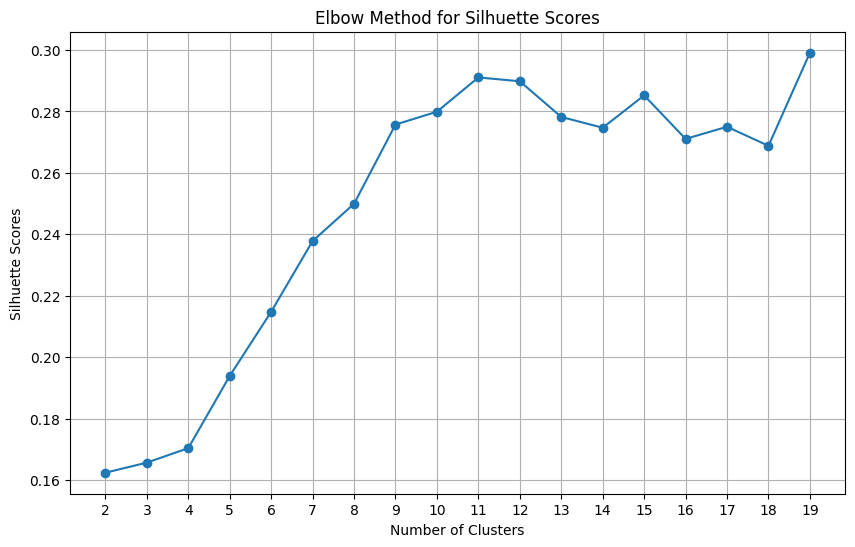 Elbow Method for Silhuette Scores
Silhuette Scores
0.30
0.28
0.26
0.24
0.22
0.20
0.18
0.16
2 3 4 5 6 7 8 9 10 11 12 13 14 15 16 17 18 19
Number of Clusters